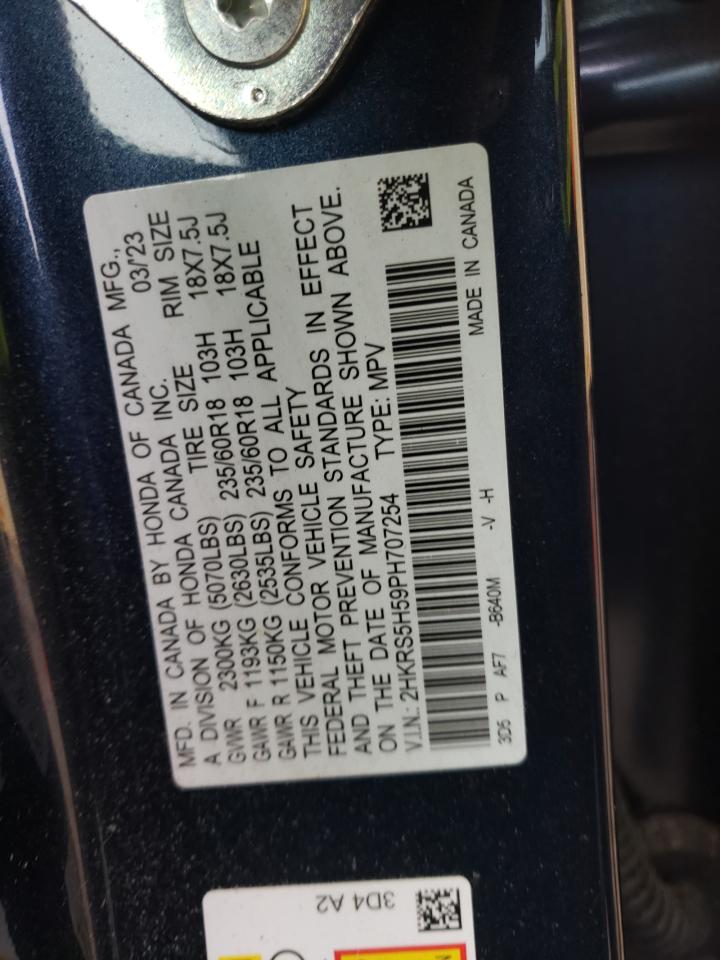 MFD. IN CANADA BY HONDA OF CANADA MFG.,
A DIVISION OF HONDA CANADA INC. 03/'23
GVWR 2300KG (5070LBS) TIRE SIZE RIM SIZE
GAWR F 1193KG (2630LBS) 235/60R18 103H 18X7.5J
GAWR R 1150KG (2535LBS) 235/60R18 103H 18X7.5J
THIS VEHICLE CONFORMS TO ALL APPLICABLE
FEDERAL MOTOR VEHICLE SAFETY
AND THEFT PREVENTION STANDARDS IN EFFECT
ON THE DATE OF MANUFACTURE SHOWN ABOVE.
V.I.N.: 2HKRS5H59PH707254 TYPE: MPV
3D5 P AF7 -B640M -V -H MADE IN CANADA
3D4 A2